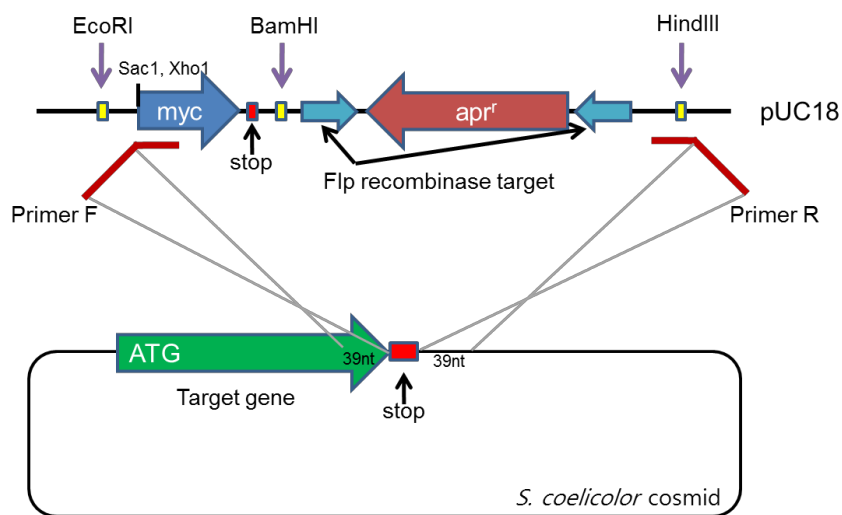 EcoRI
BamHI
HindIII
Sac1, Xho1
myc
aprʳ
pUC18
stop
Flp recombinase target
Primer F
Primer R
ATG
39nt
39nt
Target gene
stop
S. coelicolor cosmid